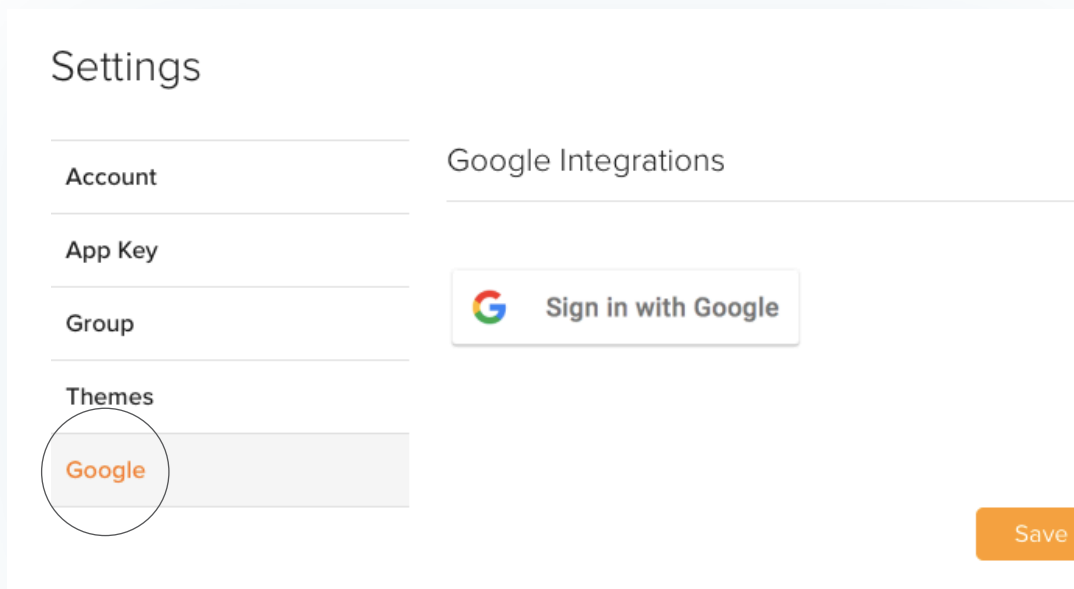 Settings
Account
App Key
Group
Themes
Google
Google Integrations
Sign in with Google
Save